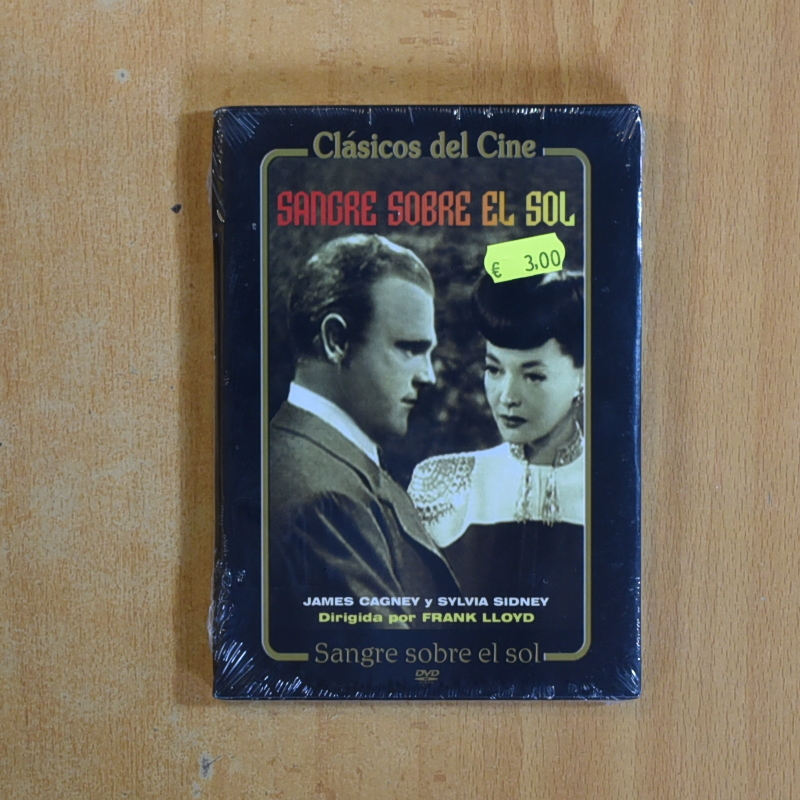 Clásicos del Cine
SANGRE SOBRE EL SOL
€ 3,00
JAMES CAGNEY y SYLVIA SIDNEY
Dirigida por FRANK LLOYD
Sangre sobre el sol
DVD